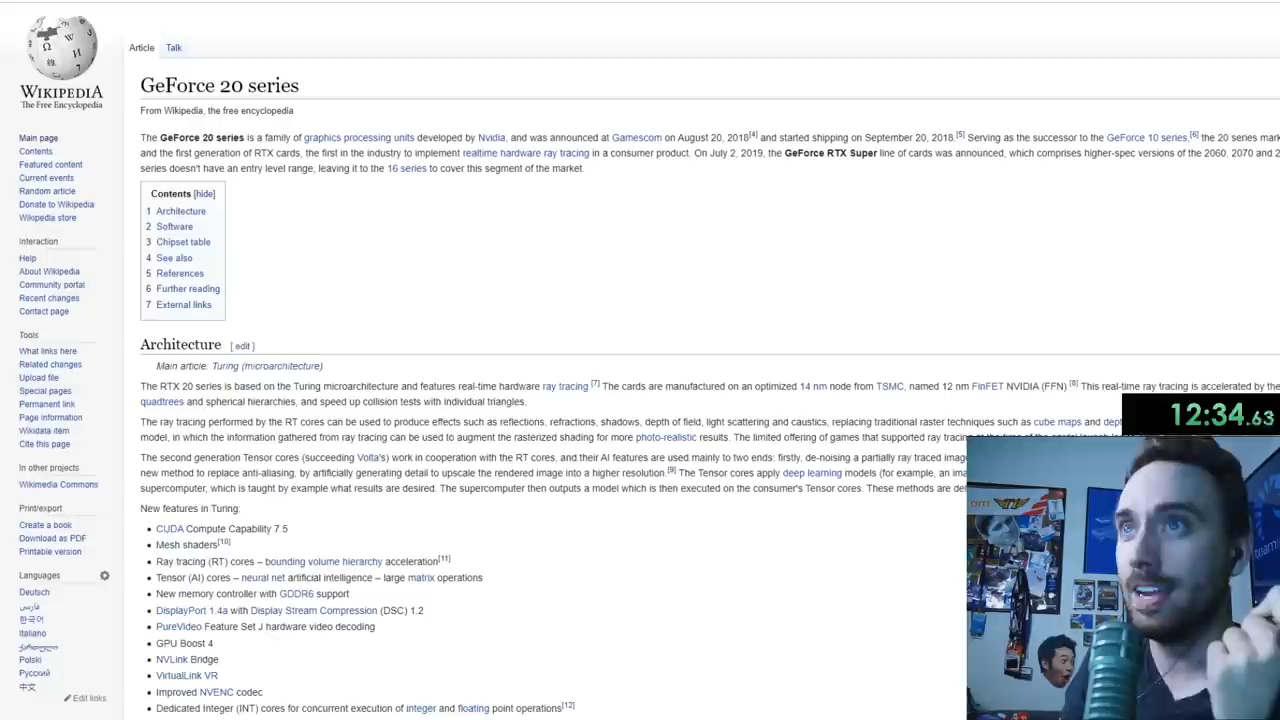 WIKIPEDIA
The Free Encyclopedia
Main page
Contents
Featured content
Current events
Random article
Donate to Wikipedia
Wikipedia store
Interaction
Help
About Wikipedia
Community portal
Recent changes
Contact page
Tools
What links here
Related changes
Upload file
Special pages
Permanent link
Page information
Wikidata item
Cite this page
In other projects
Wikimedia Commons
Print/export
Create a book
Download as PDF
Printable version
Languages
Deutsch
فارسی
한국어
Italiano
ქართული
Polski
Русский
中文
Edit links
Article Talk
GeForce 20 series
From Wikipedia, the free encyclopedia
The GeForce 20 series is a family of graphics processing units developed by Nvidia, and was announced at Gamescom on August 20, 2018[4] and started shipping on September 20, 2018.[5] Serving as the successor to the GeForce 10 series,[6] the 20 series mark
and the first generation of RTX cards, the first in the industry to implement realtime hardware ray tracing in a consumer product. On July 2, 2019, the GeForce RTX Super line of cards was announced, which comprises higher-spec versions of the 2060, 2070 and 2
series doesn't have an entry level range, leaving it to the 16 series to cover this segment of the market.
Contents [hide]
1 Architecture
2 Software
3 Chipset table
4 See also
5 References
6 Further reading
7 External links
Architecture [ edit ]
Main article: Turing (microarchitecture)
The RTX 20 series is based on the Turing microarchitecture and features real-time hardware ray tracing.[7] The cards are manufactured on an optimized 14 nm node from TSMC, named 12 nm FinFET NVIDIA (FFN).[8] This real-time ray tracing is accelerated by the
quadtrees and spherical hierarchies, and speed up collision tests with individual triangles.
The ray tracing performed by the RT cores can be used to produce effects such as reflections, refractions, shadows, depth of field, light scattering and caustics, replacing traditional raster techniques such as cube maps and dept
model, in which the information gathered from ray tracing can be used to augment the rasterized shading for more photo-realistic results. The limited offering of games that supported ray tracing
The second generation Tensor cores (succeeding Volta's) work in cooperation with the RT cores, and their AI features are used mainly to two ends: firstly, de-noising a partially ray traced imag
new method to replace anti-aliasing, by artificially generating detail to upscale the rendered image into a higher resolution.[9] The Tensor cores apply deep learning models (for example, an ima
supercomputer, which is taught by example what results are desired. The supercomputer then outputs a model which is then executed on the consumer's Tensor cores. These methods are del
New features in Turing:
• CUDA Compute Capability 7.5
• Mesh shaders[10]
• Ray tracing (RT) cores – bounding volume hierarchy acceleration[11]
• Tensor (AI) cores – neural net artificial intelligence – large matrix operations
• New memory controller with GDDR6 support
• DisplayPort 1.4a with Display Stream Compression (DSC) 1.2
• PureVideo Feature Set J hardware video decoding
• GPU Boost 4
• NVLink Bridge
• VirtualLink VR
• Improved NVENC codec
• Dedicated Integer (INT) cores for concurrent execution of integer and floating point operations[12]
12:34.63